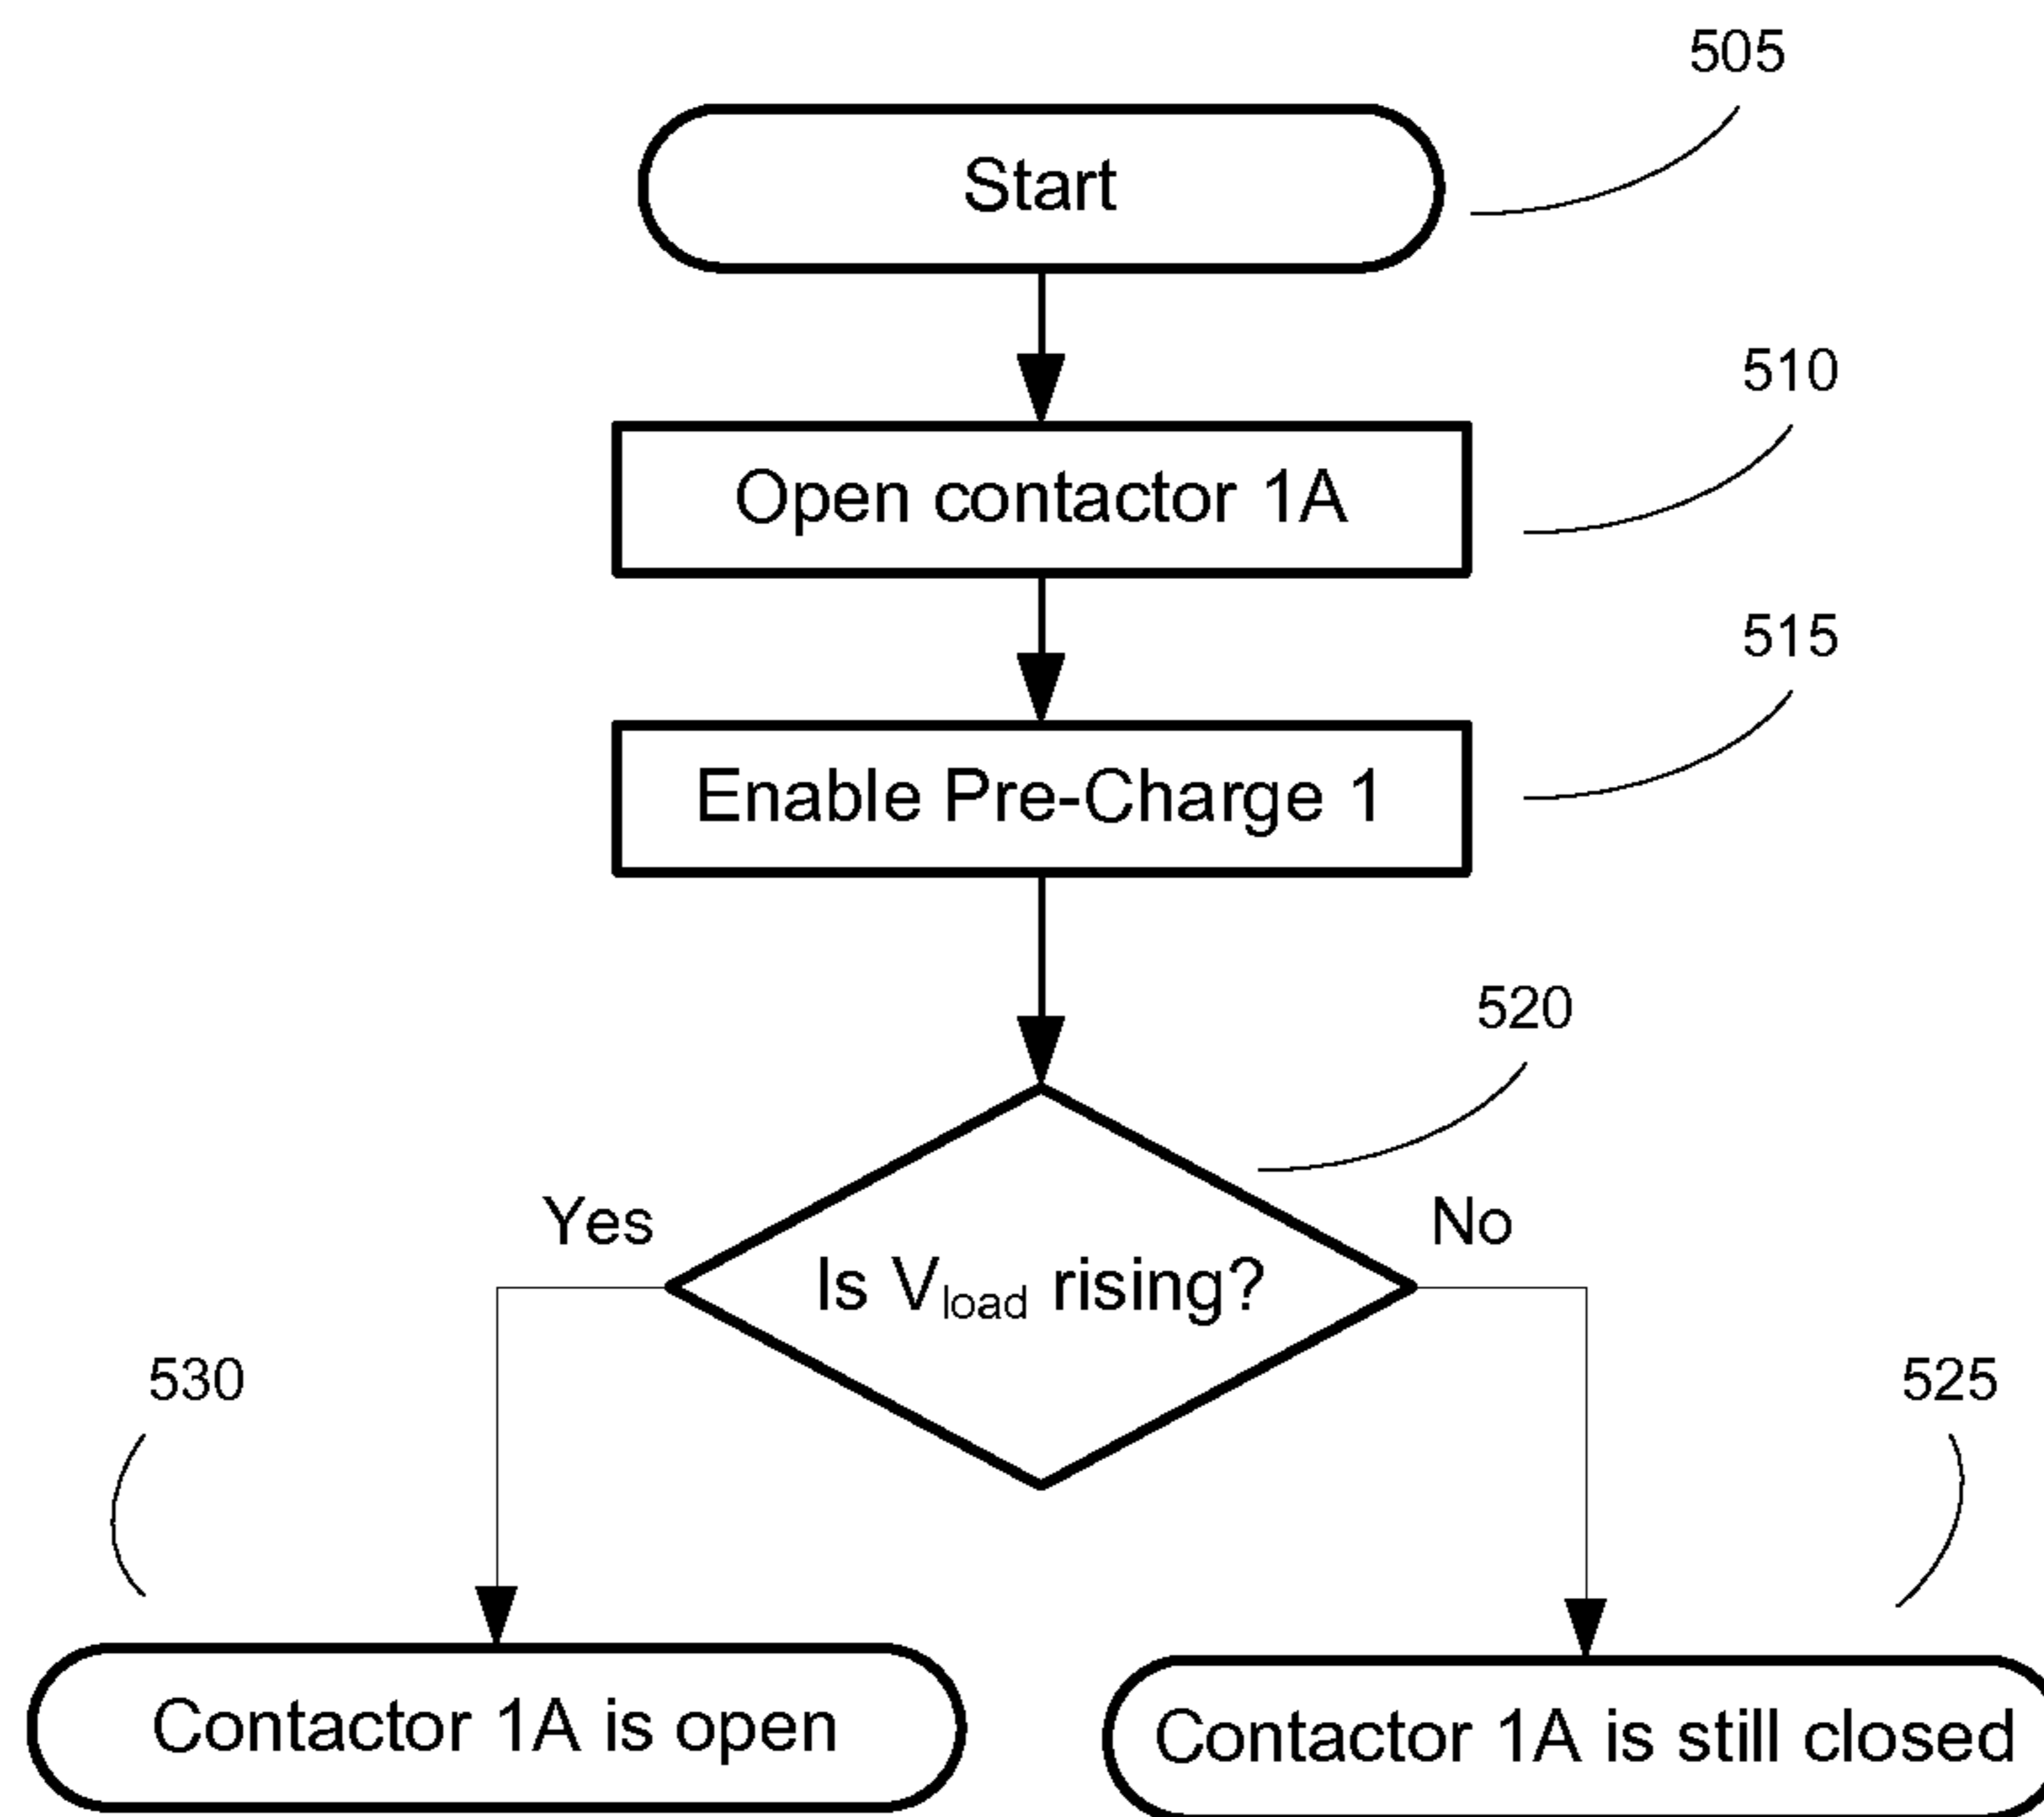 505
Start
510
Open contactor 1A
515
Enable Pre-Charge 1
520
Yes
No
Is Vload rising?
530
525
Contactor 1A is open
Contactor 1A is still closed